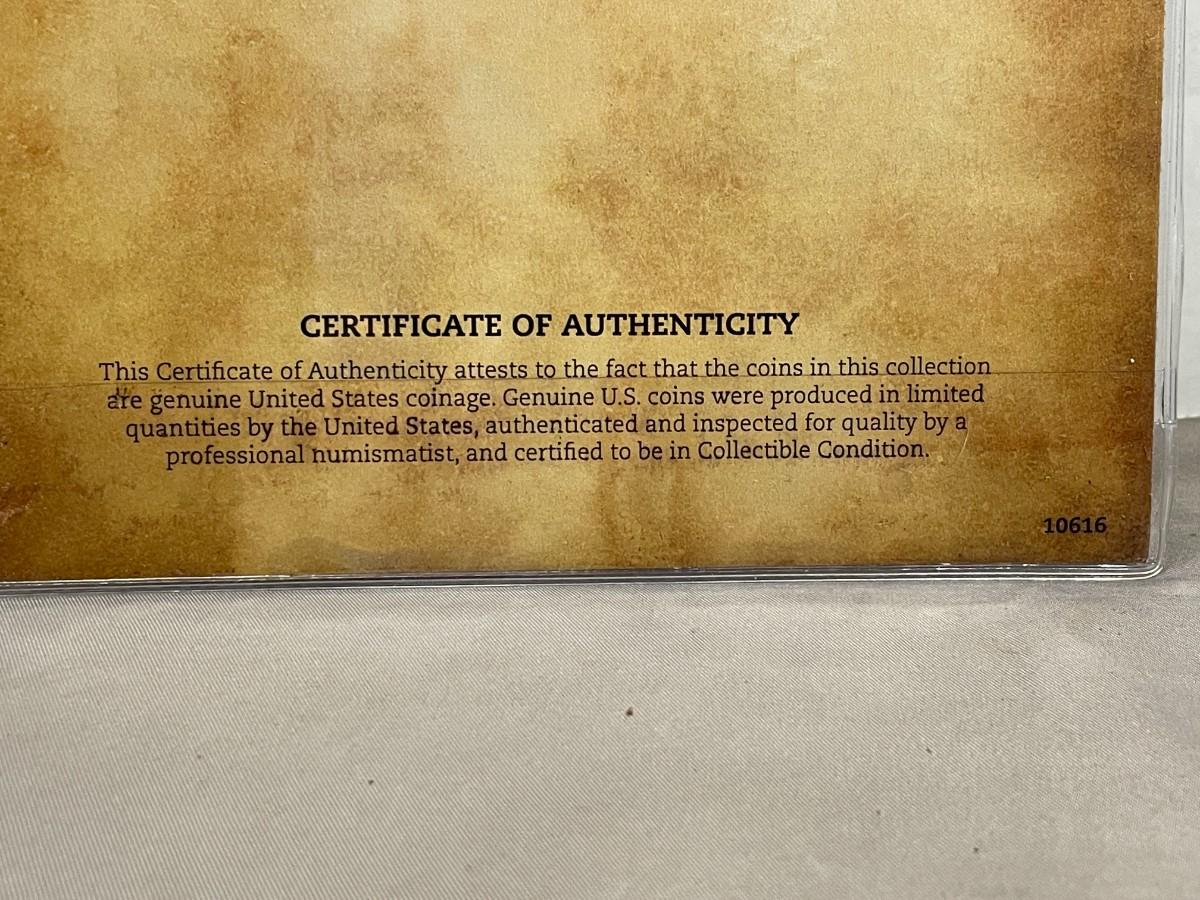 CERTIFICATE OF AUTHENTICITY
This Certificate of Authenticity attests to the fact that the coins in this collection
are genuine United States coinage. Genuine U.S. coins were produced in limited
quantities by the United States, authenticated and inspected for quality by a
professional numismatist, and certified to be in Collectible Condition.
10616